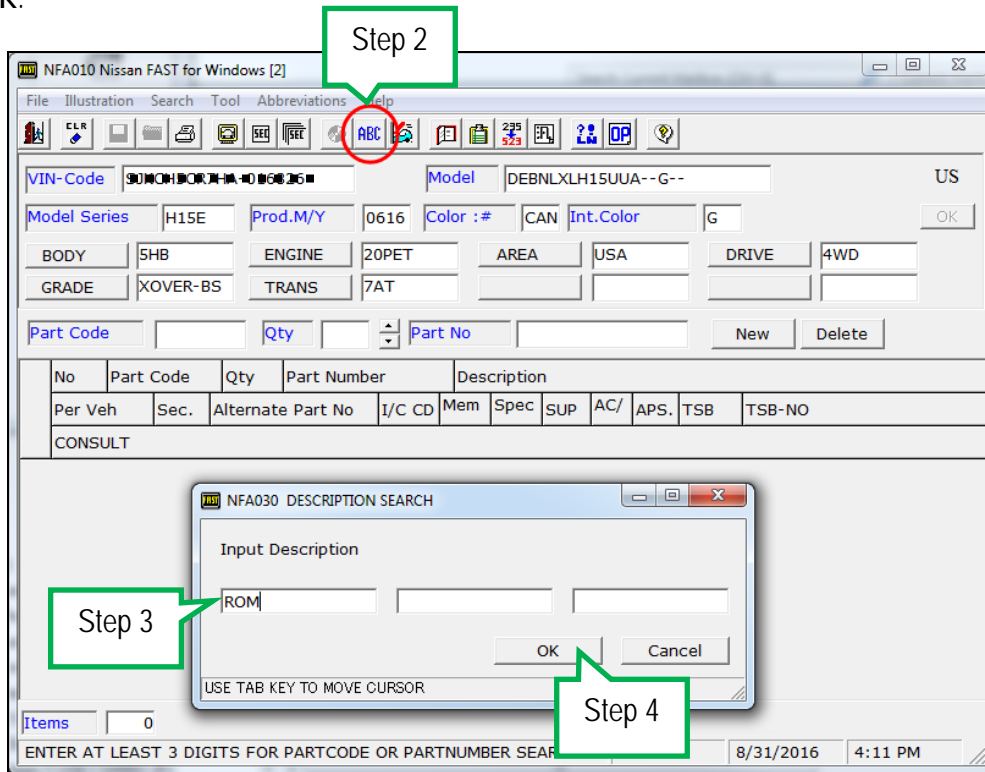 K.
Step 2
NFA010 Nissan FAST for Windows [2]
File Illustration Search Tool Abbreviations Help
CLR SEC SEC ABC 235 523 OP
VIN-Code
Model DEBNLXLH15UUA--G-- US
Model Series H15E Prod.M/Y 0616 Color :# CAN Int.Color G OK
BODY 5HB ENGINE 20PET AREA USA DRIVE 4WD
GRADE XOVER-BS TRANS 7AT
Part Code Qty Part No New Delete
No Part Code Qty Part Number Description
Per Veh Sec. Alternate Part No I/C CD Mem Spec SUP AC/ APS. TSB TSB-NO
CONSULT
NFA030 DESCRIPTION SEARCH
Input Description
Step 3
ROM
OK Cancel
USE TAB KEY TO MOVE CURSOR
Step 4
Items 0
ENTER AT LEAST 3 DIGITS FOR PARTCODE OR PARTNUMBER SEA 8/31/2016 4:11 PM